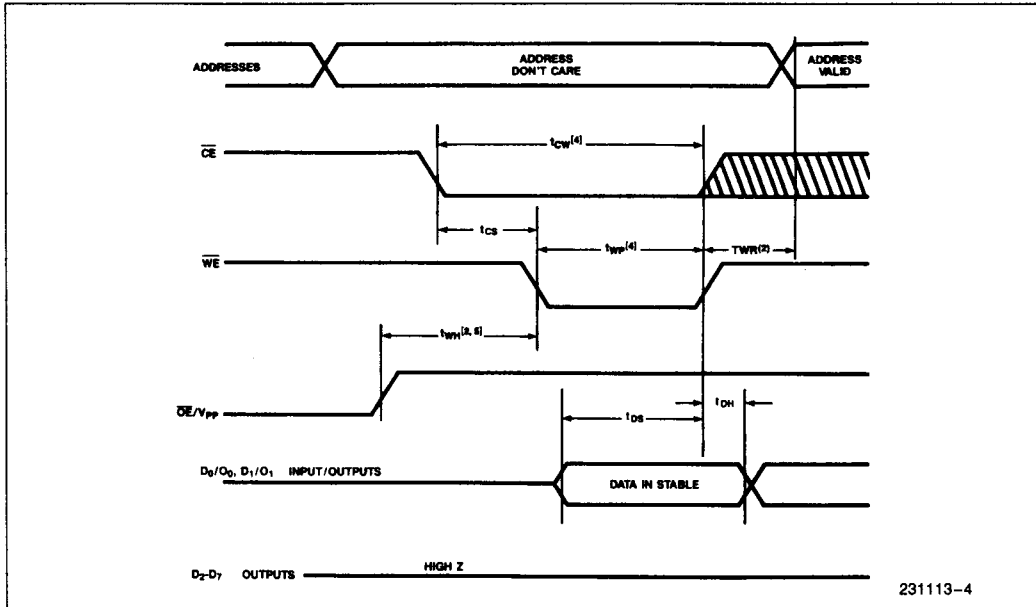 ADDRESSES
ADDRESS
DON'T CARE
ADDRESS
VALID
tCW[4]
CE
tCS
tWP[4]
TWR(2)
WE
tWH[2, 5]
OE/VPP
tDH
tDS
D0/O0, D1/O1 INPUT/OUTPUTS
DATA IN STABLE
D2-D7 OUTPUTS
HIGH Z
231113-4